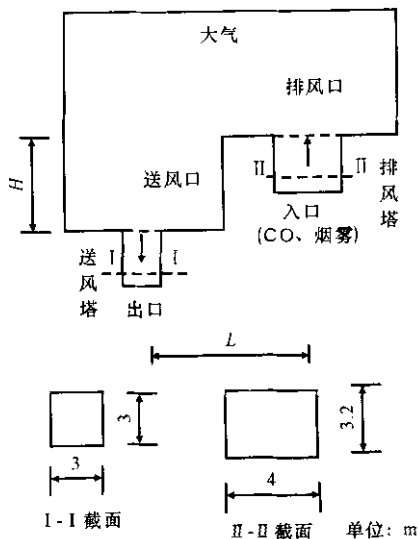 大气
排风口
H
送风口
II II
入口
(CO、烟雾)
排风塔
送风塔
I I
出口
L
3
3
3.2
4
I-I 截面
II-II 截面
单位: m